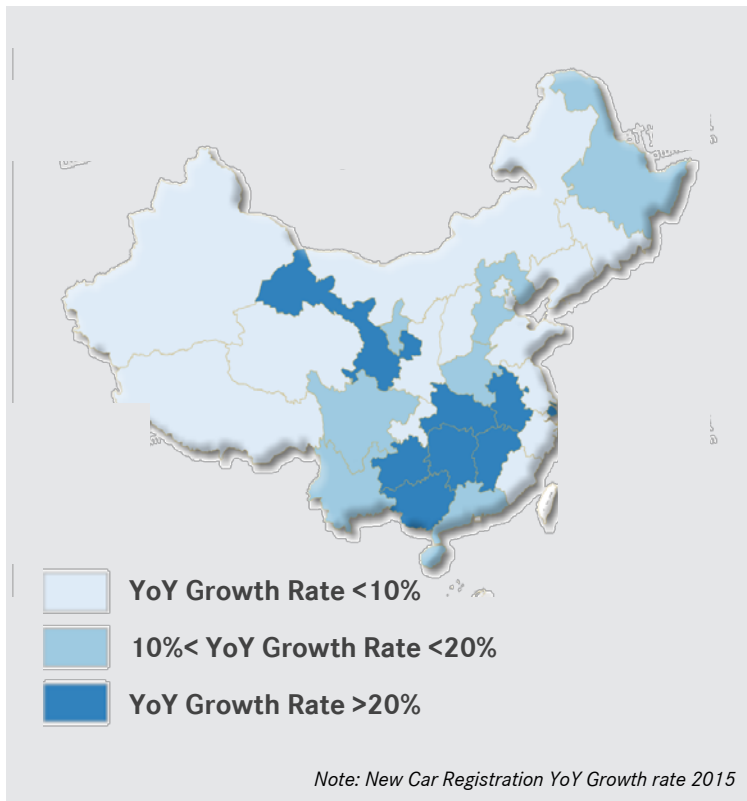 YoY Growth Rate <10%
10%< YoY Growth Rate <20%
YoY Growth Rate >20%
Note: New Car Registration YoY Growth rate 2015